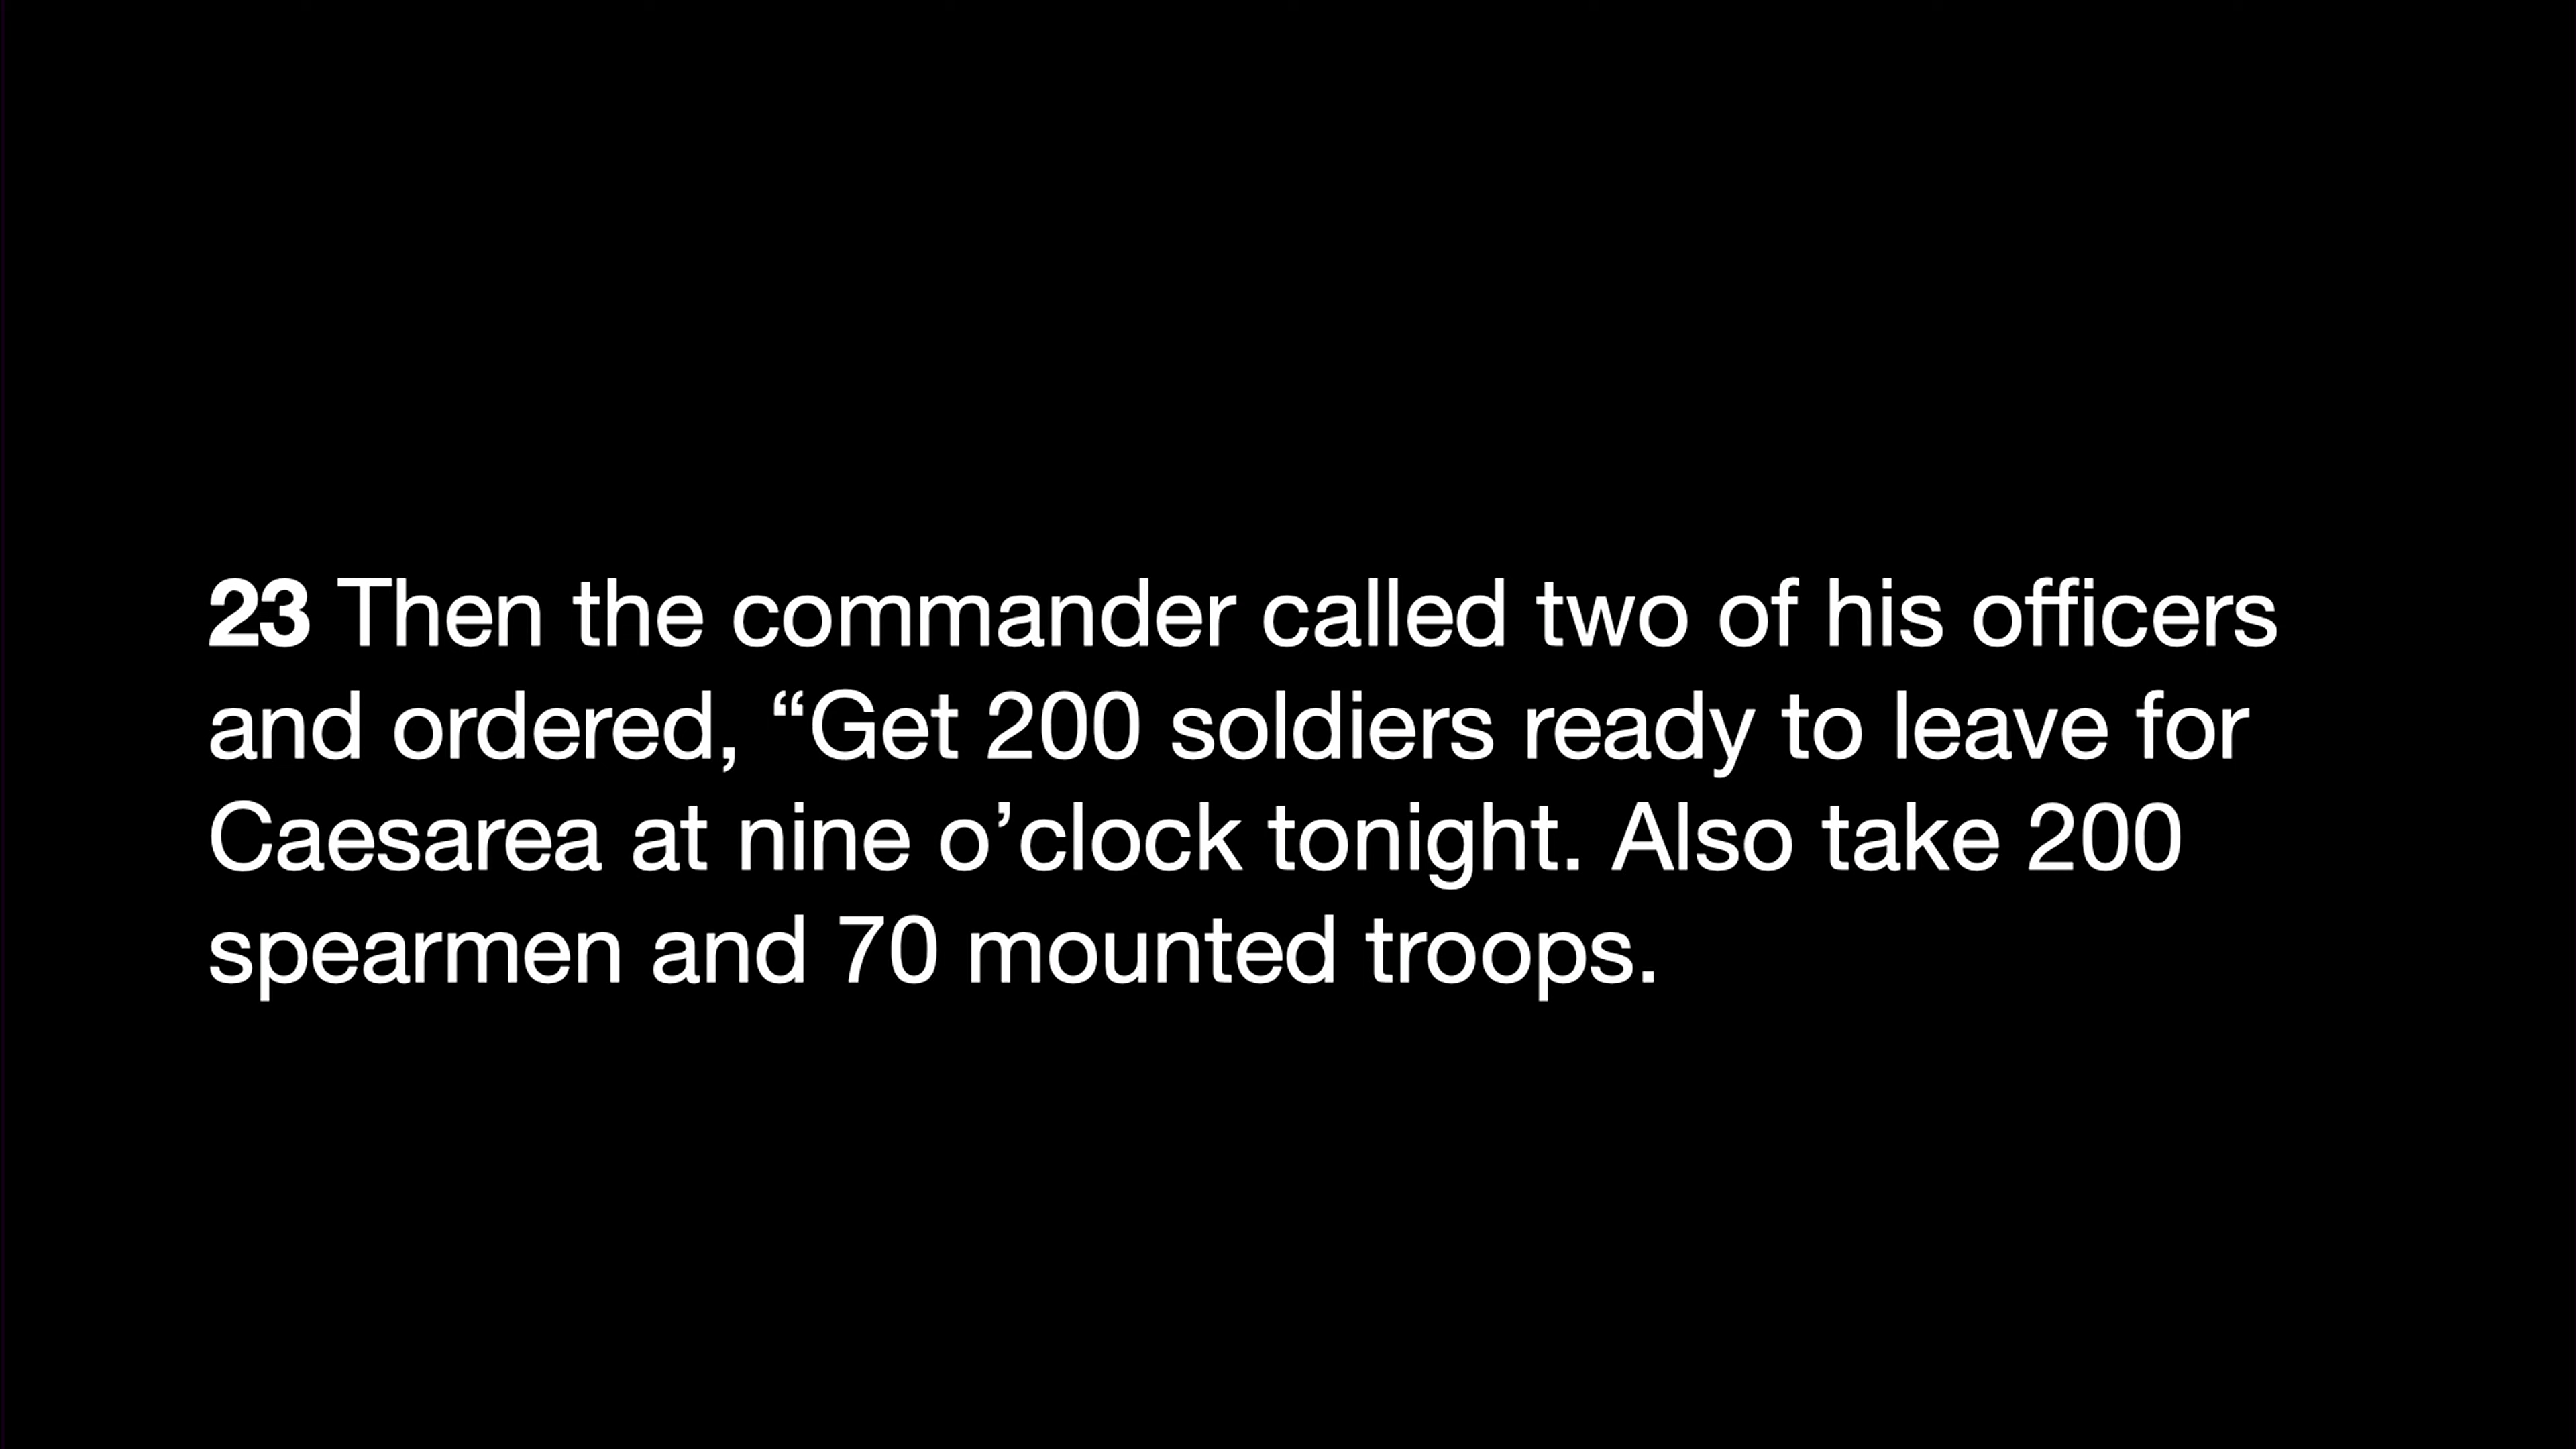 23 Then the commander called two of his officers
and ordered, “Get 200 soldiers ready to leave for
Caesarea at nine o’clock tonight. Also take 200
spearmen and 70 mounted troops.